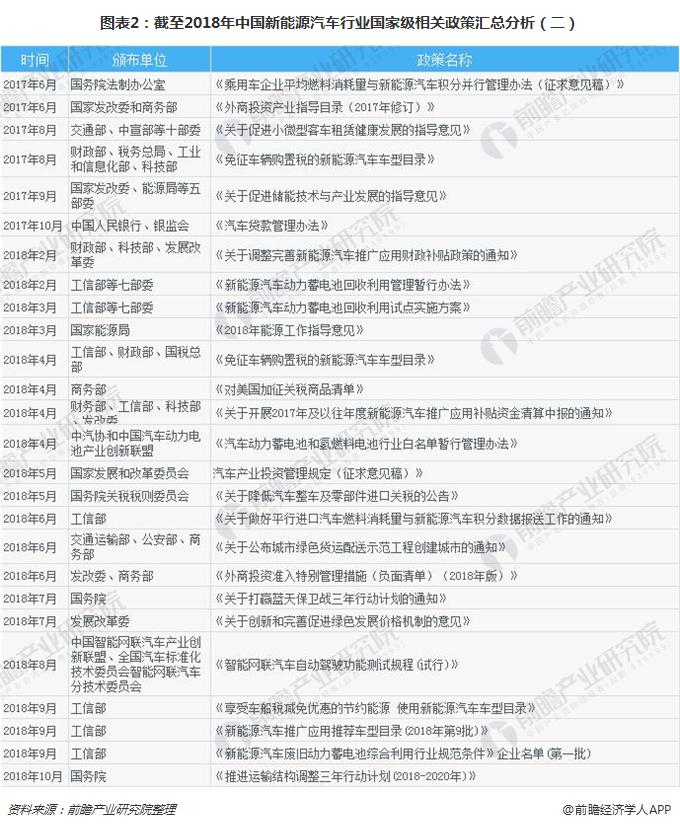 图表2：截至2018年中国新能源汽车行业国家级相关政策汇总分析（二）
时间 颁布单位 政策名称
2017年6月 国务院法制办公室 《乘用车企业平均燃料消耗量与新能源汽车积分并行管理办法（征求意见稿）》
2017年6月 国家发改委和商务部 《外商投资产业指导目录（2017年修订）》
2017年8月 交通部、中宣部等十部委 《关于促进小微型客车租赁健康发展的指导意见》
2017年8月 财政部、税务总局、工业
和信息化部、科技部 《免征车辆购置税的新能源汽车车型目录》
2017年9月 国家发改委、能源局等五
部委 《关于促进储能技术与产业发展的指导意见》
2017年10月 中国人民银行、银监会 《汽车贷款管理办法》
2018年2月 财政部、科技部、发展改
革委 《关于调整完善新能源汽车推广应用财政补贴政策的通知》
2018年2月 工信部等七部委 《新能源汽车动力蓄电池回收利用管理暂行办法》
2018年3月 工信部等七部委 《新能源汽车动力蓄电池回收利用试点实施方案》
2018年3月 国家能源局 《2018年能源工作指导意见》
2018年4月 工信部、财政部、国税总
部 《免征车辆购置税的新能源汽车车型目录》
2018年4月 商务部 《对美国加征关税商品清单》
2018年4月 财务部、工信部、科技部
、发改委 《关于开展2017年及以往年度新能源汽车推广应用补贴资金清算申报的通知》
2018年4月 中汽协和中国汽车动力电
池产业创新联盟 《汽车动力蓄电池和氢燃料电池行业白名单暂行管理办法》
2018年5月 国家发展和改革委员会 汽车产业投资管理规定（征求意见稿）》
2018年5月 国务院关税税则委员会 《关于降低汽车整车及零部件进口关税的公告》
2018年6月 工信部 《关于做好平行进口汽车燃料消耗量与新能源汽车积分数据报送工作的通知》
2018年6月 交通运输部、公安部、商
务部 《关于公布城市绿色货运配送示范工程创建城市的通知》
2018年6月 发改委、商务部 《外商投资准入特别管理措施（负面清单）（2018年版）》
2018年7月 国务院 《关于打赢蓝天保卫战三年行动计划的通知》
2018年7月 发展改革委 《关于创新和完善促进绿色发展价格机制的意见》
2018年8月 中国智能网联汽车产业创
新联盟、全国汽车标准化
技术委员会智能网联汽车
分技术委员会 《智能网联汽车自动驾驶功能测试规程(试行)》
2018年9月 工信部 《享受车船税减免优惠的节约能源 使用新能源汽车车型目录》
2018年9月 工信部 《新能源汽车推广应用推荐车型目录(2018年第9批)》
2018年9月 工信部 《新能源汽车废旧动力蓄电池综合利用行业规范条件》企业名单(第一批)
2018年10月 国务院 《推进运输结构调整三年行动计划(2018-2020年)》
资料来源：前瞻产业研究院整理 @前瞻经济学人APP
前瞻产业研究院